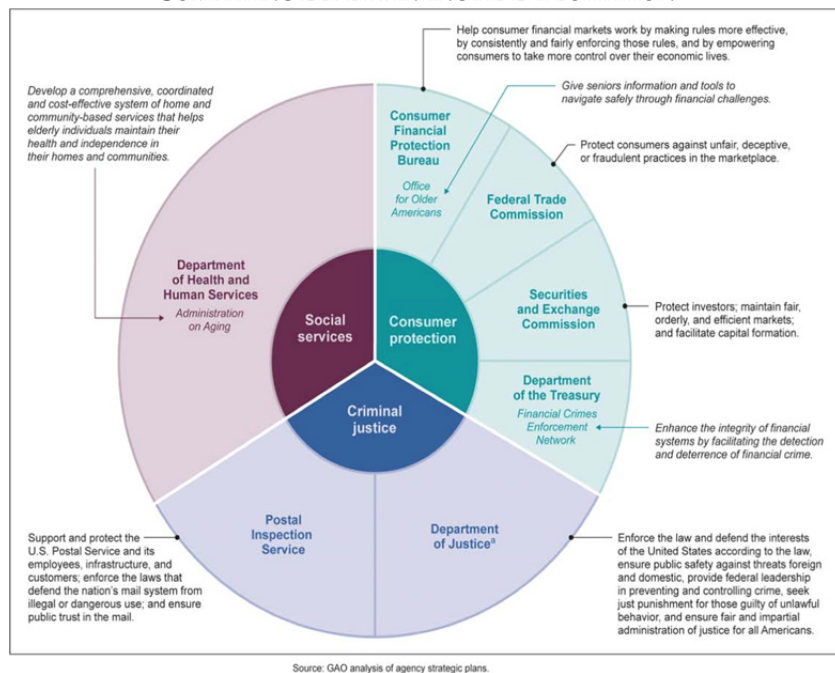 Help consumer financial markets work by making rules more effective,
by consistently and fairly enforcing those rules, and by empowering
consumers to take more control over their economic lives.
Develop a comprehensive, coordinated
and cost-effective system of home and
community-based services that helps
elderly individuals maintain their
health and independence in
their homes and communities.
Give seniors information and tools to
navigate safely through financial challenges.
Consumer
Financial
Protection
Bureau
Office
for Older
Americans
Protect consumers against unfair, deceptive,
or fraudulent practices in the marketplace.
Federal Trade
Commission
Department
of Health and
Human Services
Administration
on Aging
Securities
and Exchange
Commission
Protect investors; maintain fair,
orderly, and efficient markets;
and facilitate capital formation.
Social
services
Consumer
protection
Criminal
justice
Department
of the Treasury
Financial Crimes
Enforcement
Network
Enhance the integrity of financial
systems by facilitating the detection
and deterrence of financial crime.
Postal
Inspection
Service
Department
of Justiceª
Support and protect the
U.S. Postal Service and its
employees, infrastructure, and
customers; enforce the laws that
defend the nation's mail system from
illegal or dangerous use; and ensure
public trust in the mail.
Enforce the law and defend the interests
of the United States according to the law,
ensure public safety against threats foreign
and domestic, provide federal leadership
in preventing and controlling crime, seek
just punishment for those guilty of unlawful
behavior, and ensure fair and impartial
administration of justice for all Americans.
Source: GAO analysis of agency strategic plans.